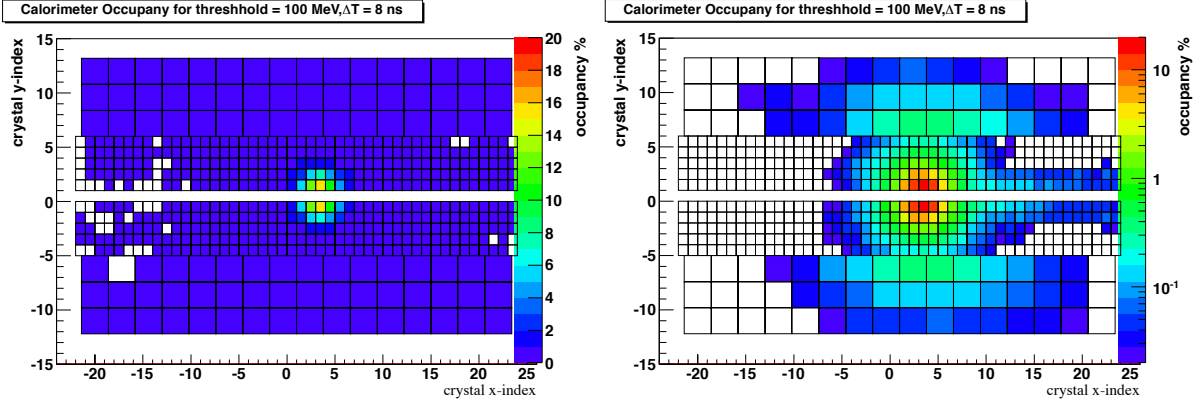 Calorimeter Occupany for threshhold = 100 MeV,ΔT = 8 ns
crystal y-index
15
10
5
0
-5
-10
-15
-20 -15 -10 -5 0 5 10 15 20 25
crystal x-index
20
18
16
14
12
10
8
6
4
2
0
occupancy %
Calorimeter Occupany for threshhold = 100 MeV,ΔT = 8 ns
crystal y-index
15
10
5
0
-5
-10
-15
-20 -15 -10 -5 0 5 10 15 20 25
crystal x-index
10
1
10⁻¹
occupancy %